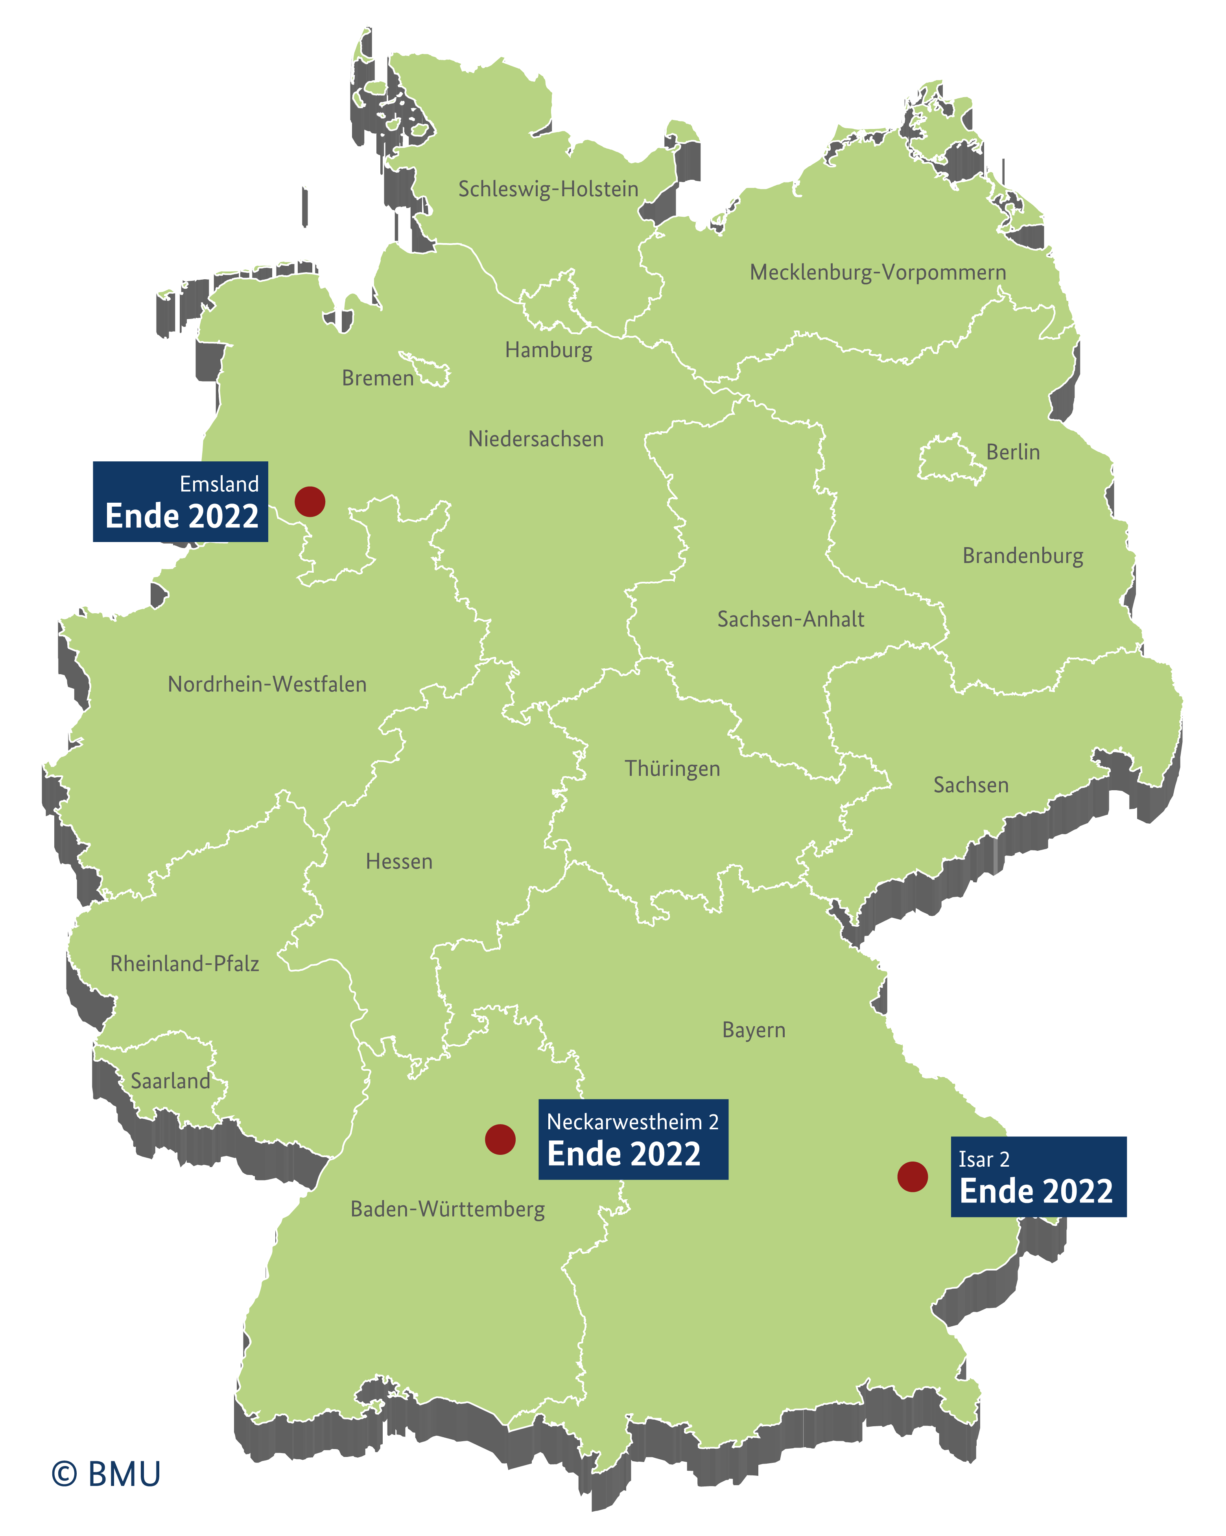 Schleswig-Holstein
Mecklenburg-Vorpommern
Hamburg
Bremen
Niedersachsen
Berlin
Emsland
Ende 2022
Brandenburg
Sachsen-Anhalt
Nordrhein-Westfalen
Thüringen
Sachsen
Hessen
Rheinland-Pfalz
Bayern
Saarland
Neckarwestheim 2
Ende 2022
Isar 2
Ende 2022
Baden-Württemberg
© BMU